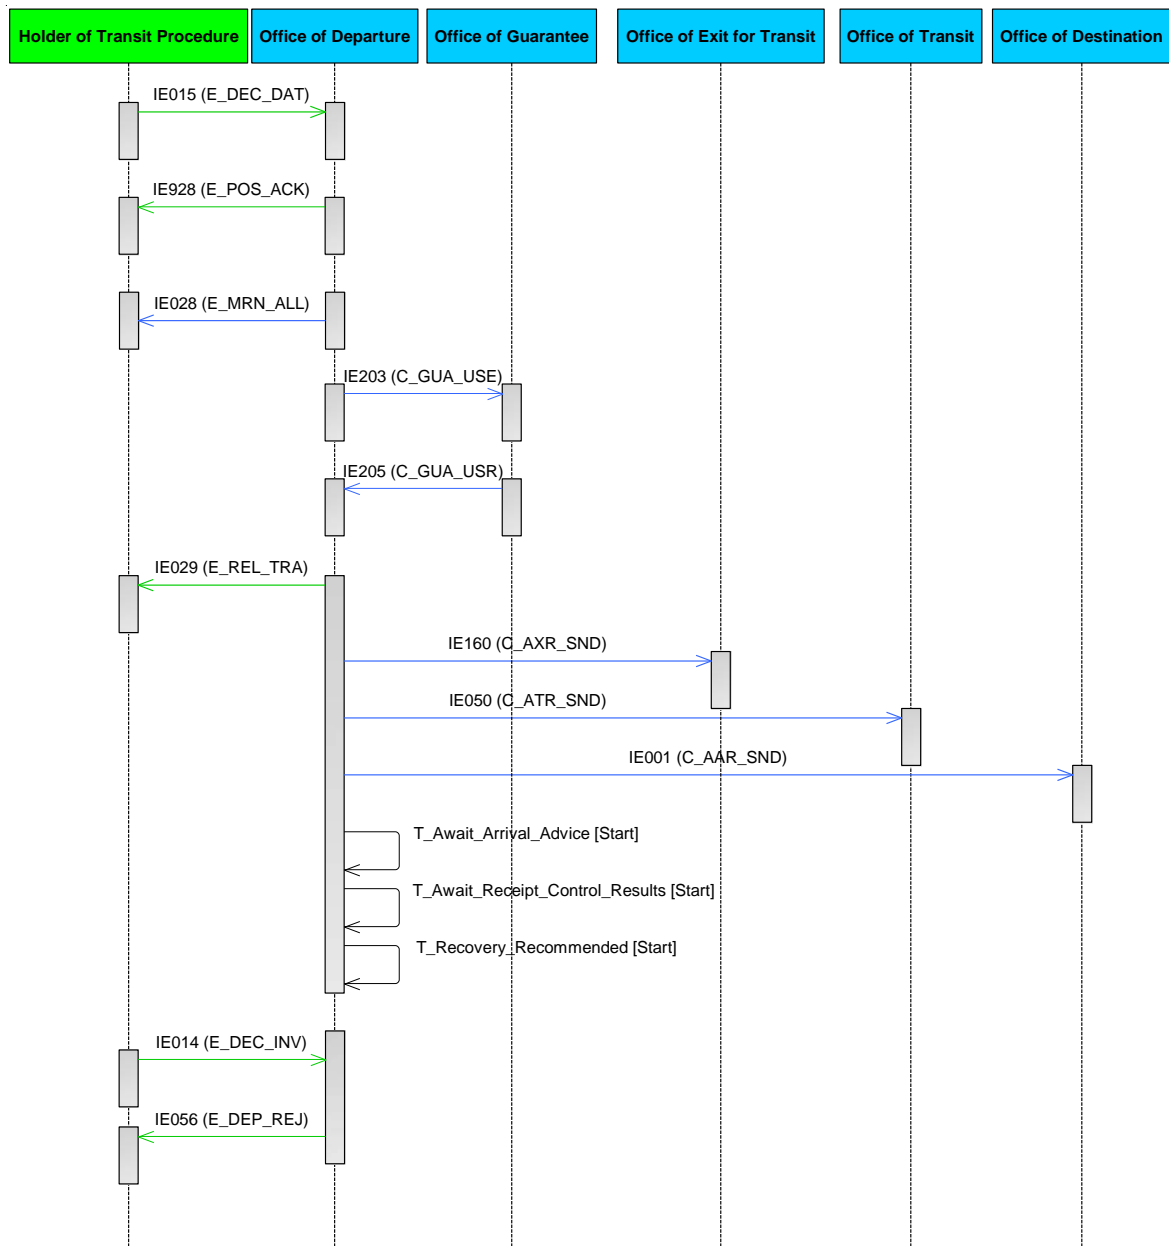 Holder of Transit Procedure
Office of Departure
Office of Guarantee
Office of Exit for Transit
Office of Transit
Office of Destination
IE015 (E_DEC_DAT)
IE928 (E_POS_ACK)
IE028 (E_MRN_ALL)
IE203 (C_GUA_USE)
IE205 (C_GUA_USR)
IE029 (E_REL_TRA)
IE160 (C_AXR_SND)
IE050 (C_ATR_SND)
IE001 (C_AAR_SND)
T_Await_Arrival_Advice [Start]
T_Await_Receipt_Control_Results [Start]
T_Recovery_Recommended [Start]
IE014 (E_DEC_INV)
IE056 (E_DEP_REJ)